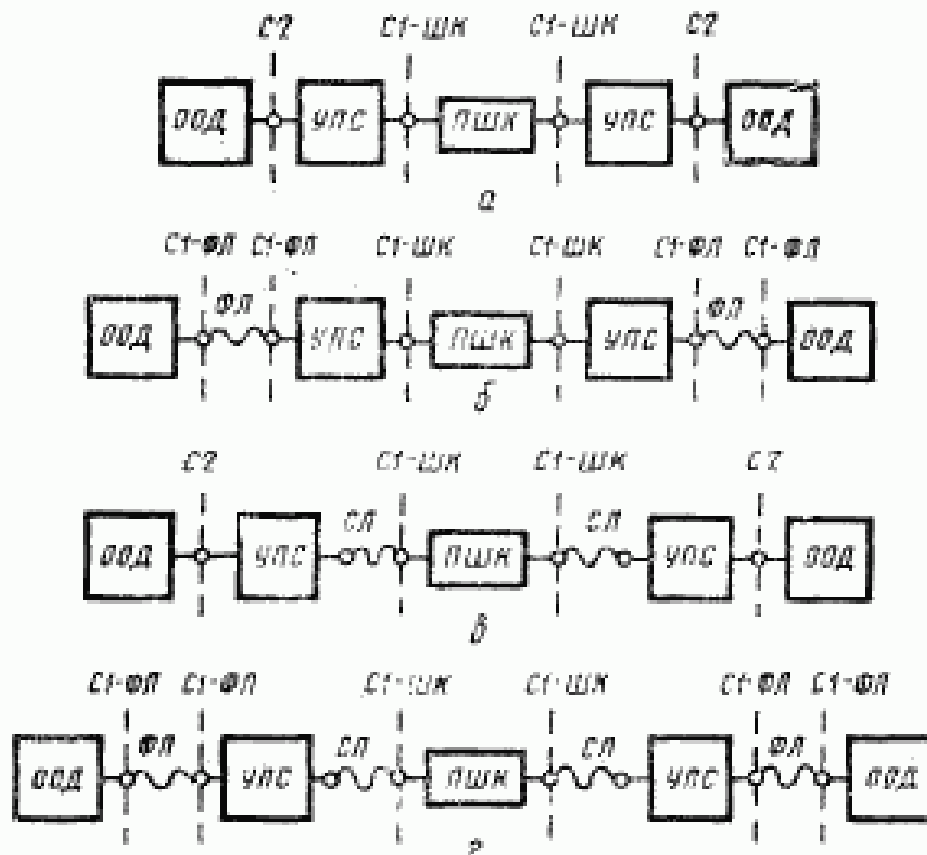 С2 С1-ШК С1-ШК С2
ООД УПС ПШК УПС ООД
а
С1-ФЛ С1-ФЛ С1-ШК С1-ШК С1-ФЛ С1-ФЛ
ФЛ ФЛ
ООД УПС ПШК УПС ООД
б
С2 С1-ШК С1-ШК С2
СЛ СЛ
ООД УПС ПШК УПС ООД
в
С1-ФЛ С1-ФЛ С1-ШК С1-ШК С1-ФЛ С1-ФЛ
ФЛ СЛ СЛ ФЛ
ООД УПС ПШК УПС ООД
г